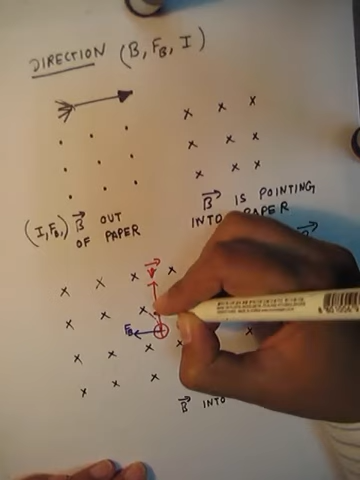 DIRECTION (B, FB, I)
(I, FB,) B OUT
OF PAPER
B IS POINTING
INTO PAPER
B
V
FB
B INTO